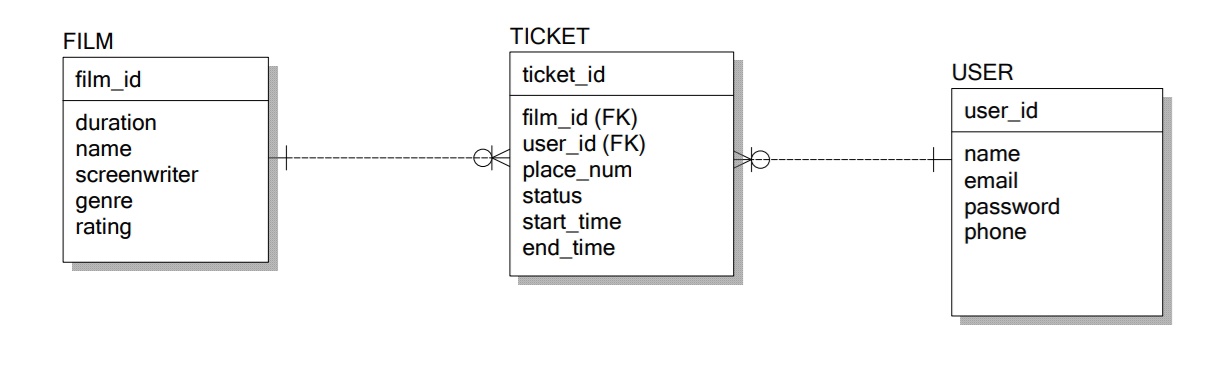 FILM
film_id
duration
name
screenwriter
genre
rating
TICKET
ticket_id
film_id (FK)
user_id (FK)
place_num
status
start_time
end_time
USER
user_id
name
email
password
phone